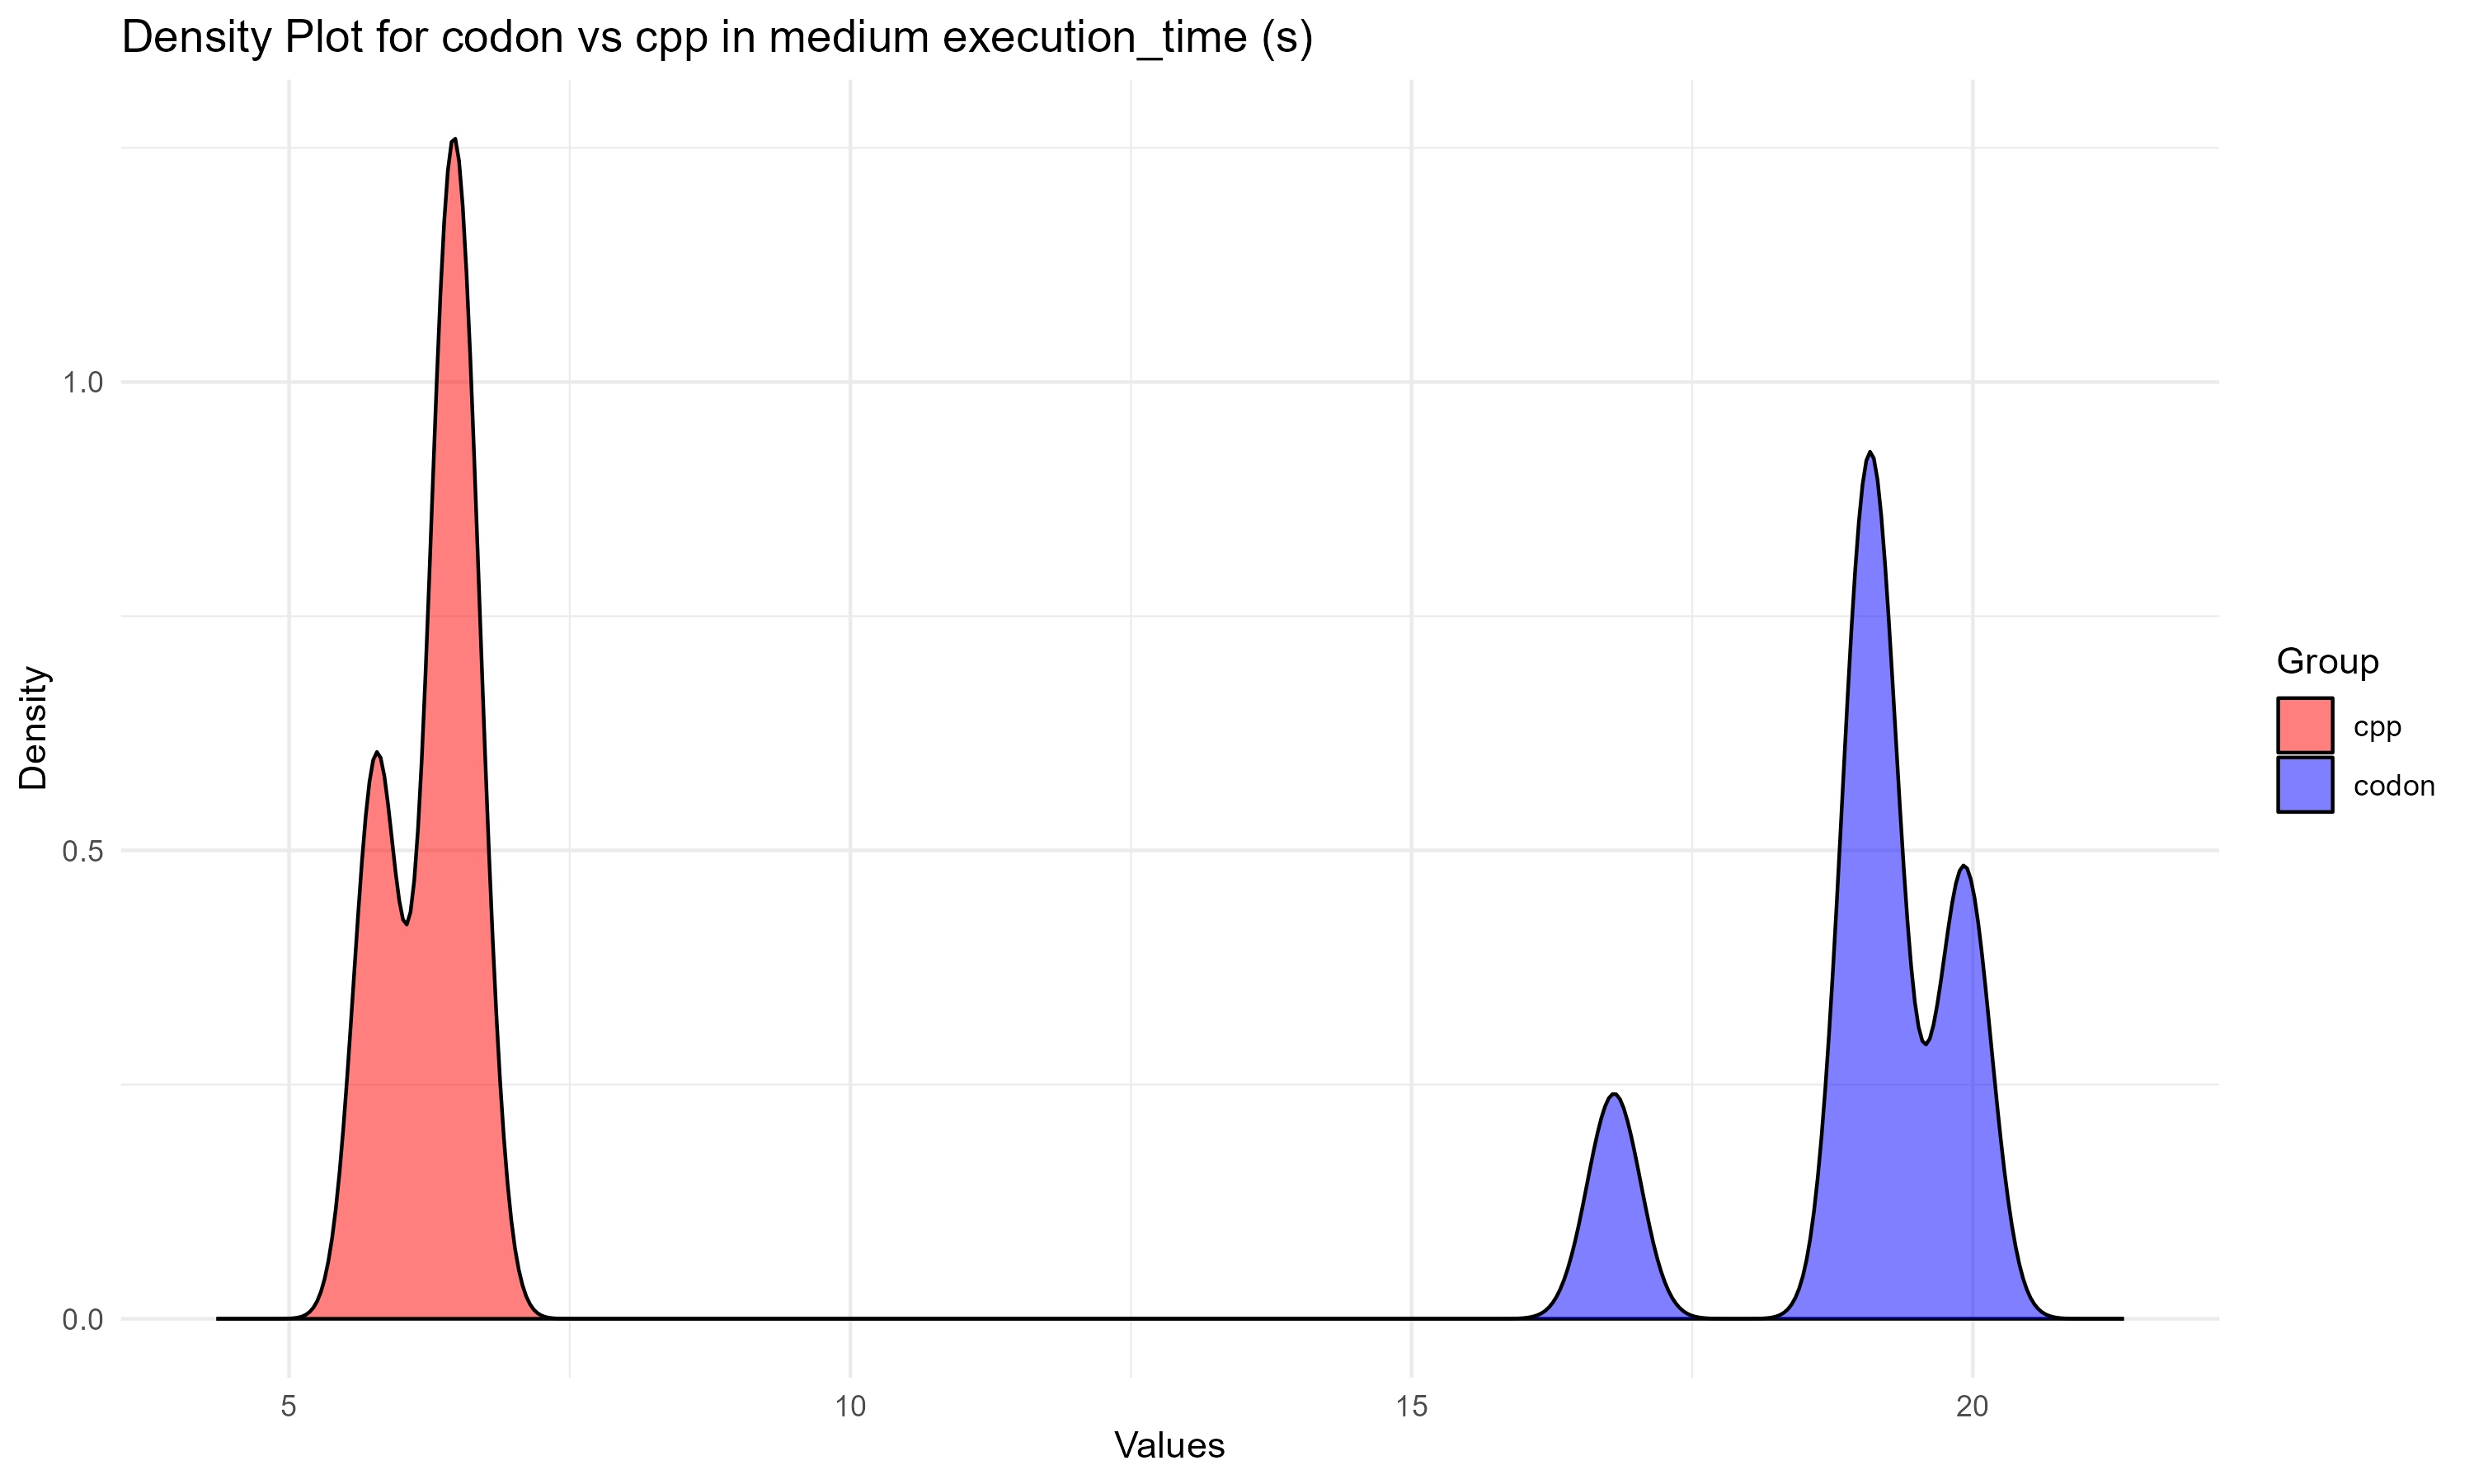 Density Plot for codon vs cpp in medium execution_time (s)
Density
1.0
0.5
0.0
5
10
15
20
Values
Group
cpp
codon